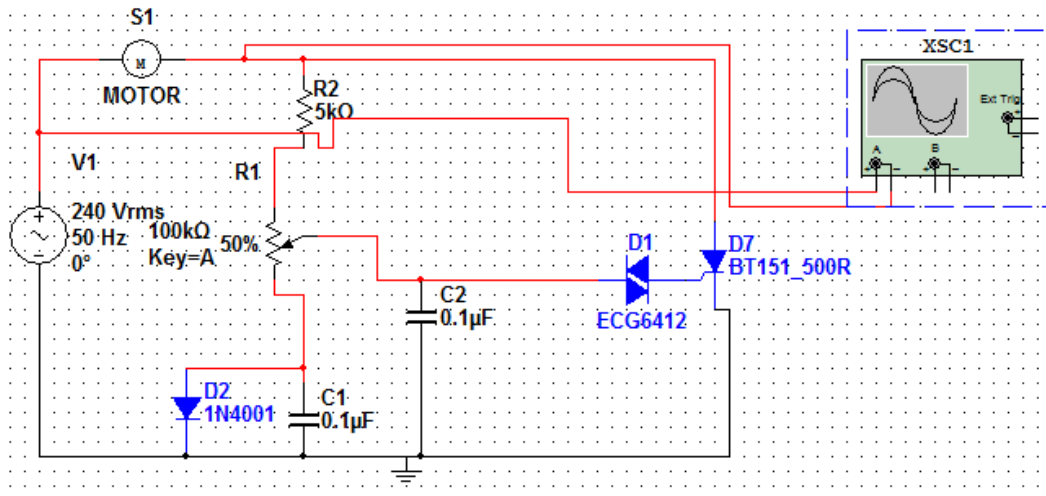 S1
M
MOTOR
XSC1
Ext Trig
+
-
A
B
+ -
+ -
R2
5kΩ
V1
R1
+
-
240 Vrms
50 Hz
0°
100kΩ
50%
Key=A
D1
ECG6412
D7
BT151_500R
C2
0.1µF
D2
1N4001
C1
0.1µF